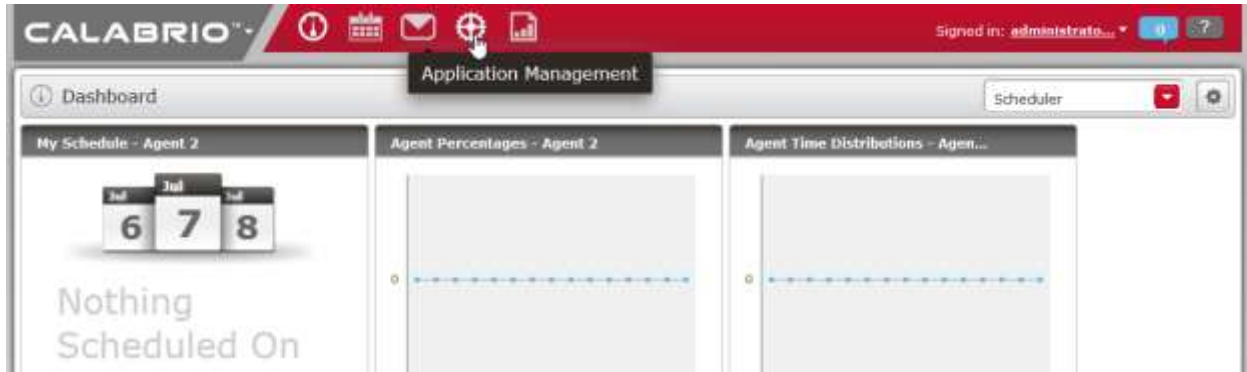 CALABRIO™
Signed in: administrato...
0
?
Application Management
Dashboard
Scheduler
My Schedule - Agent 2
Agent Percentages - Agent 2
Agent Time Distributions - Agen...
Jul
Jul
Jul
6
7
8
0
0
Nothing
Scheduled On